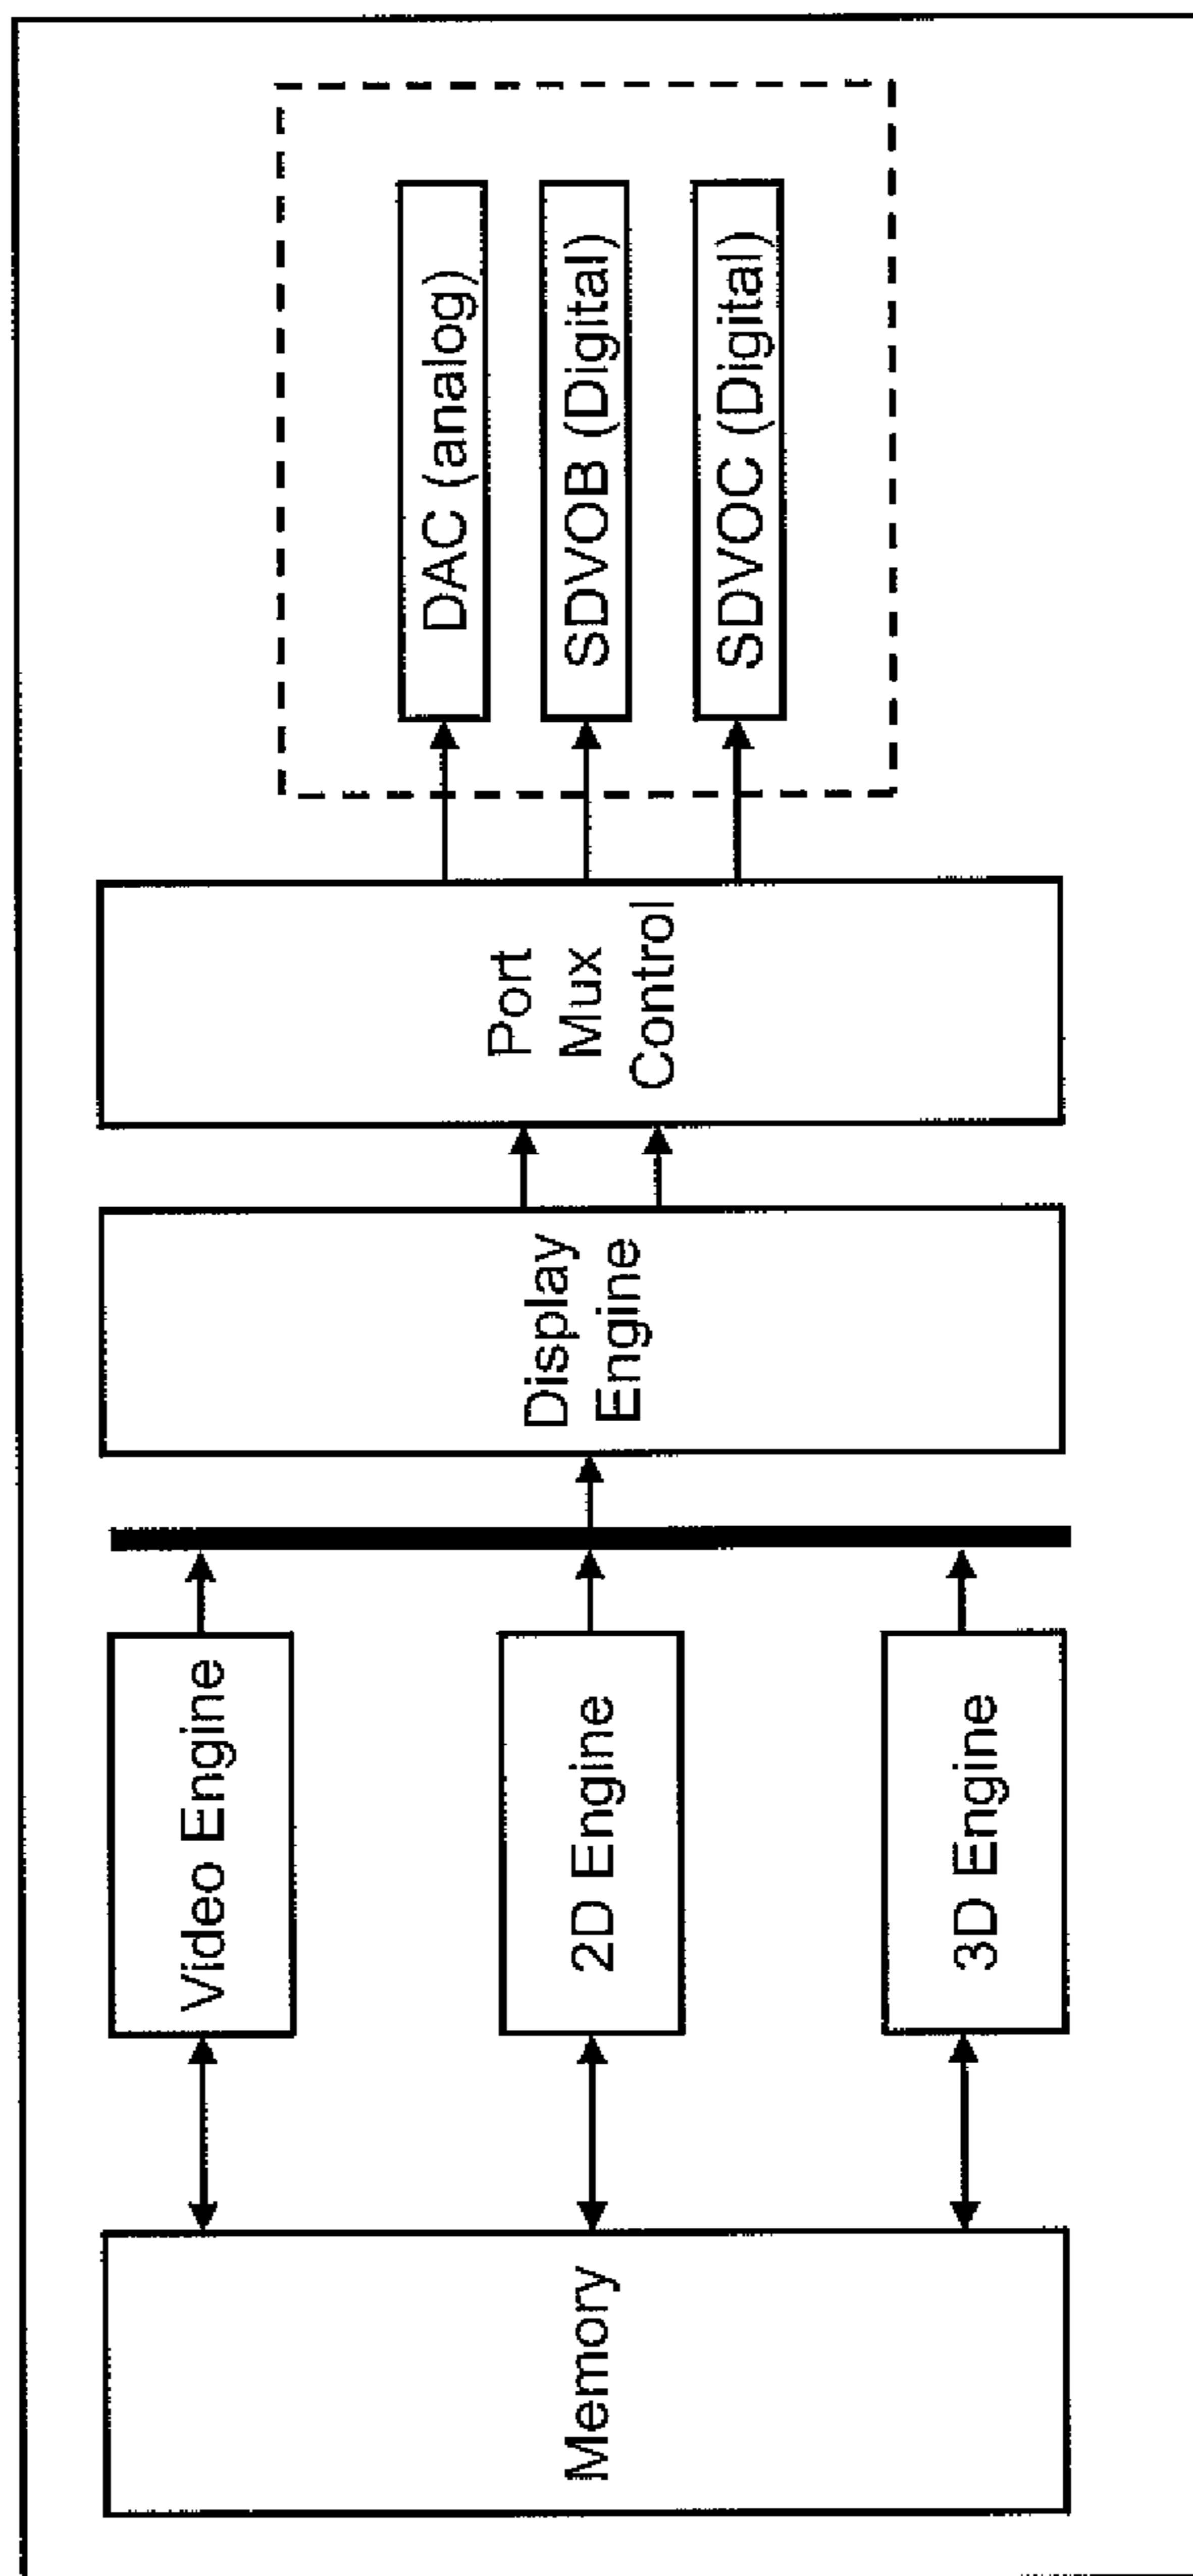 Memory
Video Engine
2D Engine
3D Engine
Display
Engine
Port
Mux
Control
DAC (analog)
SDVOB (Digital)
SDVOC (Digital)